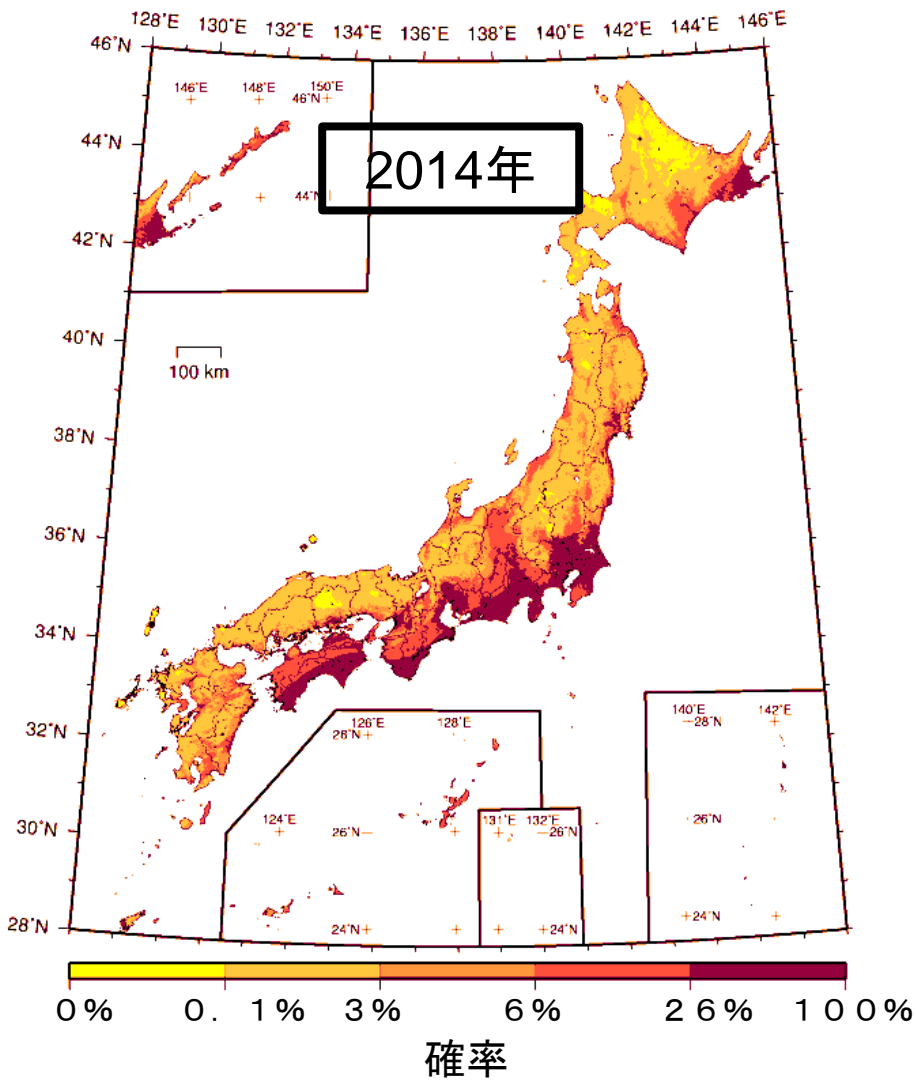 128°E 130°E 132°E 134°E 136°E 138°E 140°E 142°E 144°E 146°E
46°N
146°E 148°E 150°E
46°N
44°N
2014年
44°N
42°N
40°N
100 km
38°N
36°N
34°N
32°N
126°E 128°E
28°N
140°E 142°E
28°N
124°E
131°E 132°E
30°N
26°N
26°N
26°N
28°N
24°N
24°N
24°N
0% 0.1% 3% 6% 26% 100%
確率